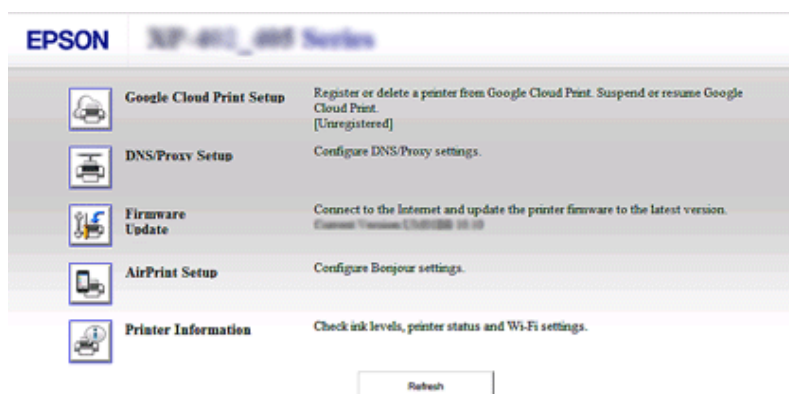 EPSON
Series
Google Cloud Print Setup
Register or delete a printer from Google Cloud Print. Suspend or resume Google
Cloud Print.
[Unregistered]
DNS/Proxy Setup
Configure DNS/Proxy settings.
Firmware
Update
Connect to the Internet and update the printer firmware to the latest version.
AirPrint Setup
Configure Bonjour settings.
Printer Information
Check ink levels, printer status and Wi-Fi settings.
Refresh